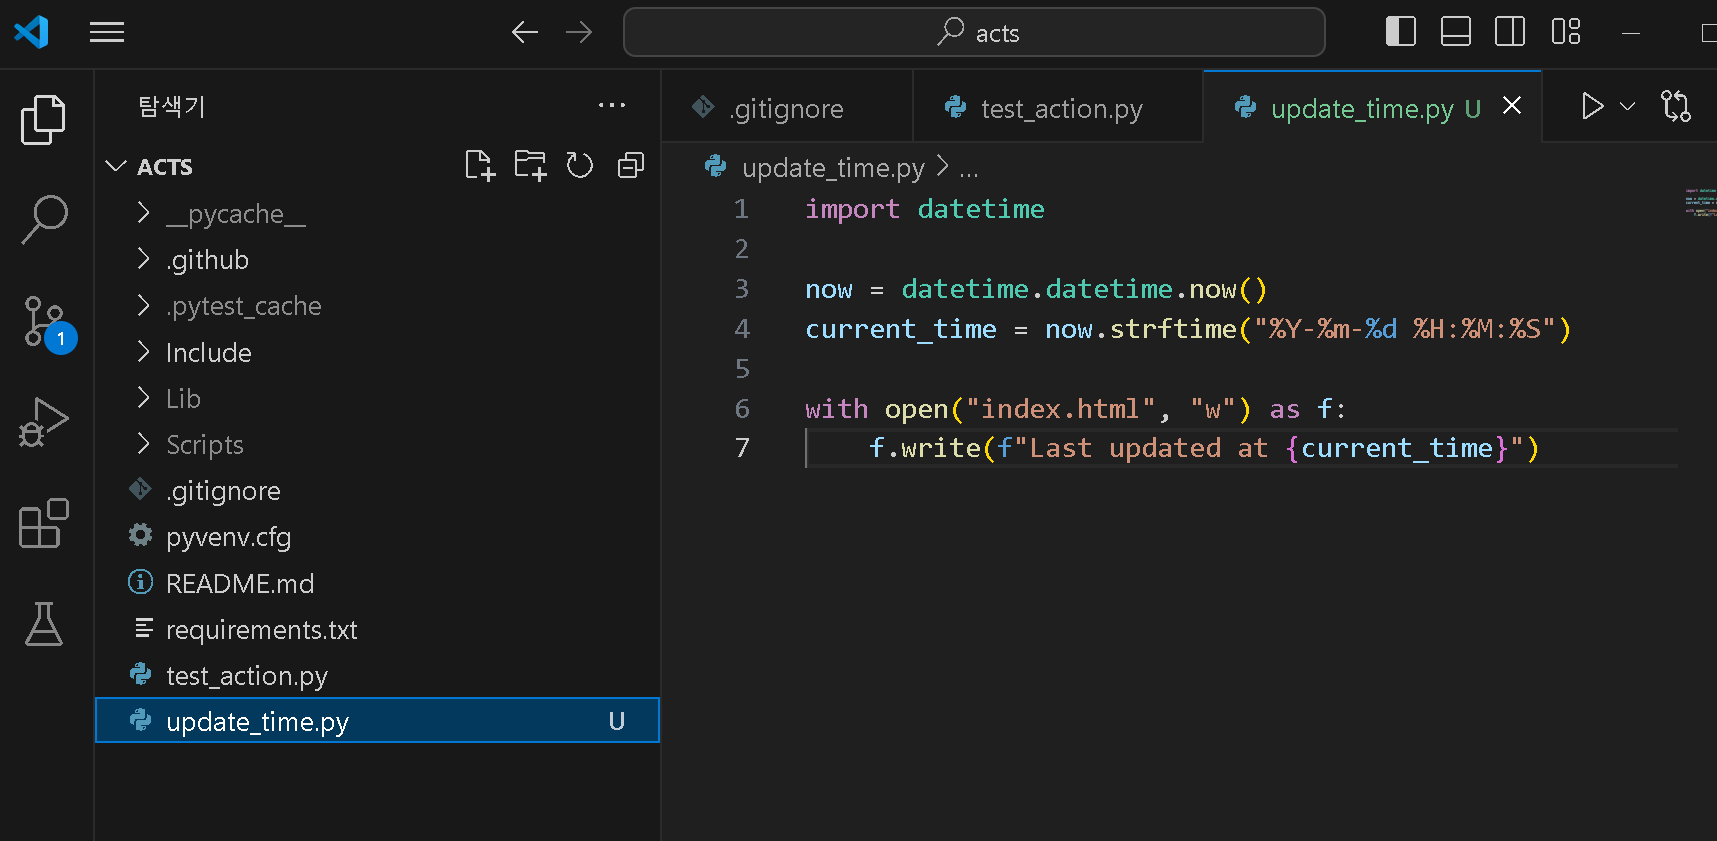 acts
탐색기
ACTS
__pycache__
.github
.pytest_cache
Include
Lib
Scripts
.gitignore
pyvenv.cfg
README.md
requirements.txt
test_action.py
update_time.py U
1
.gitignore
test_action.py
update_time.py U
update_time.py > ...
1 import datetime
2
3 now = datetime.datetime.now()
4 current_time = now.strftime("%Y-%m-%d %H:%M:%S")
5
6 with open("index.html", "w") as f:
7     f.write(f"Last updated at {current_time}")